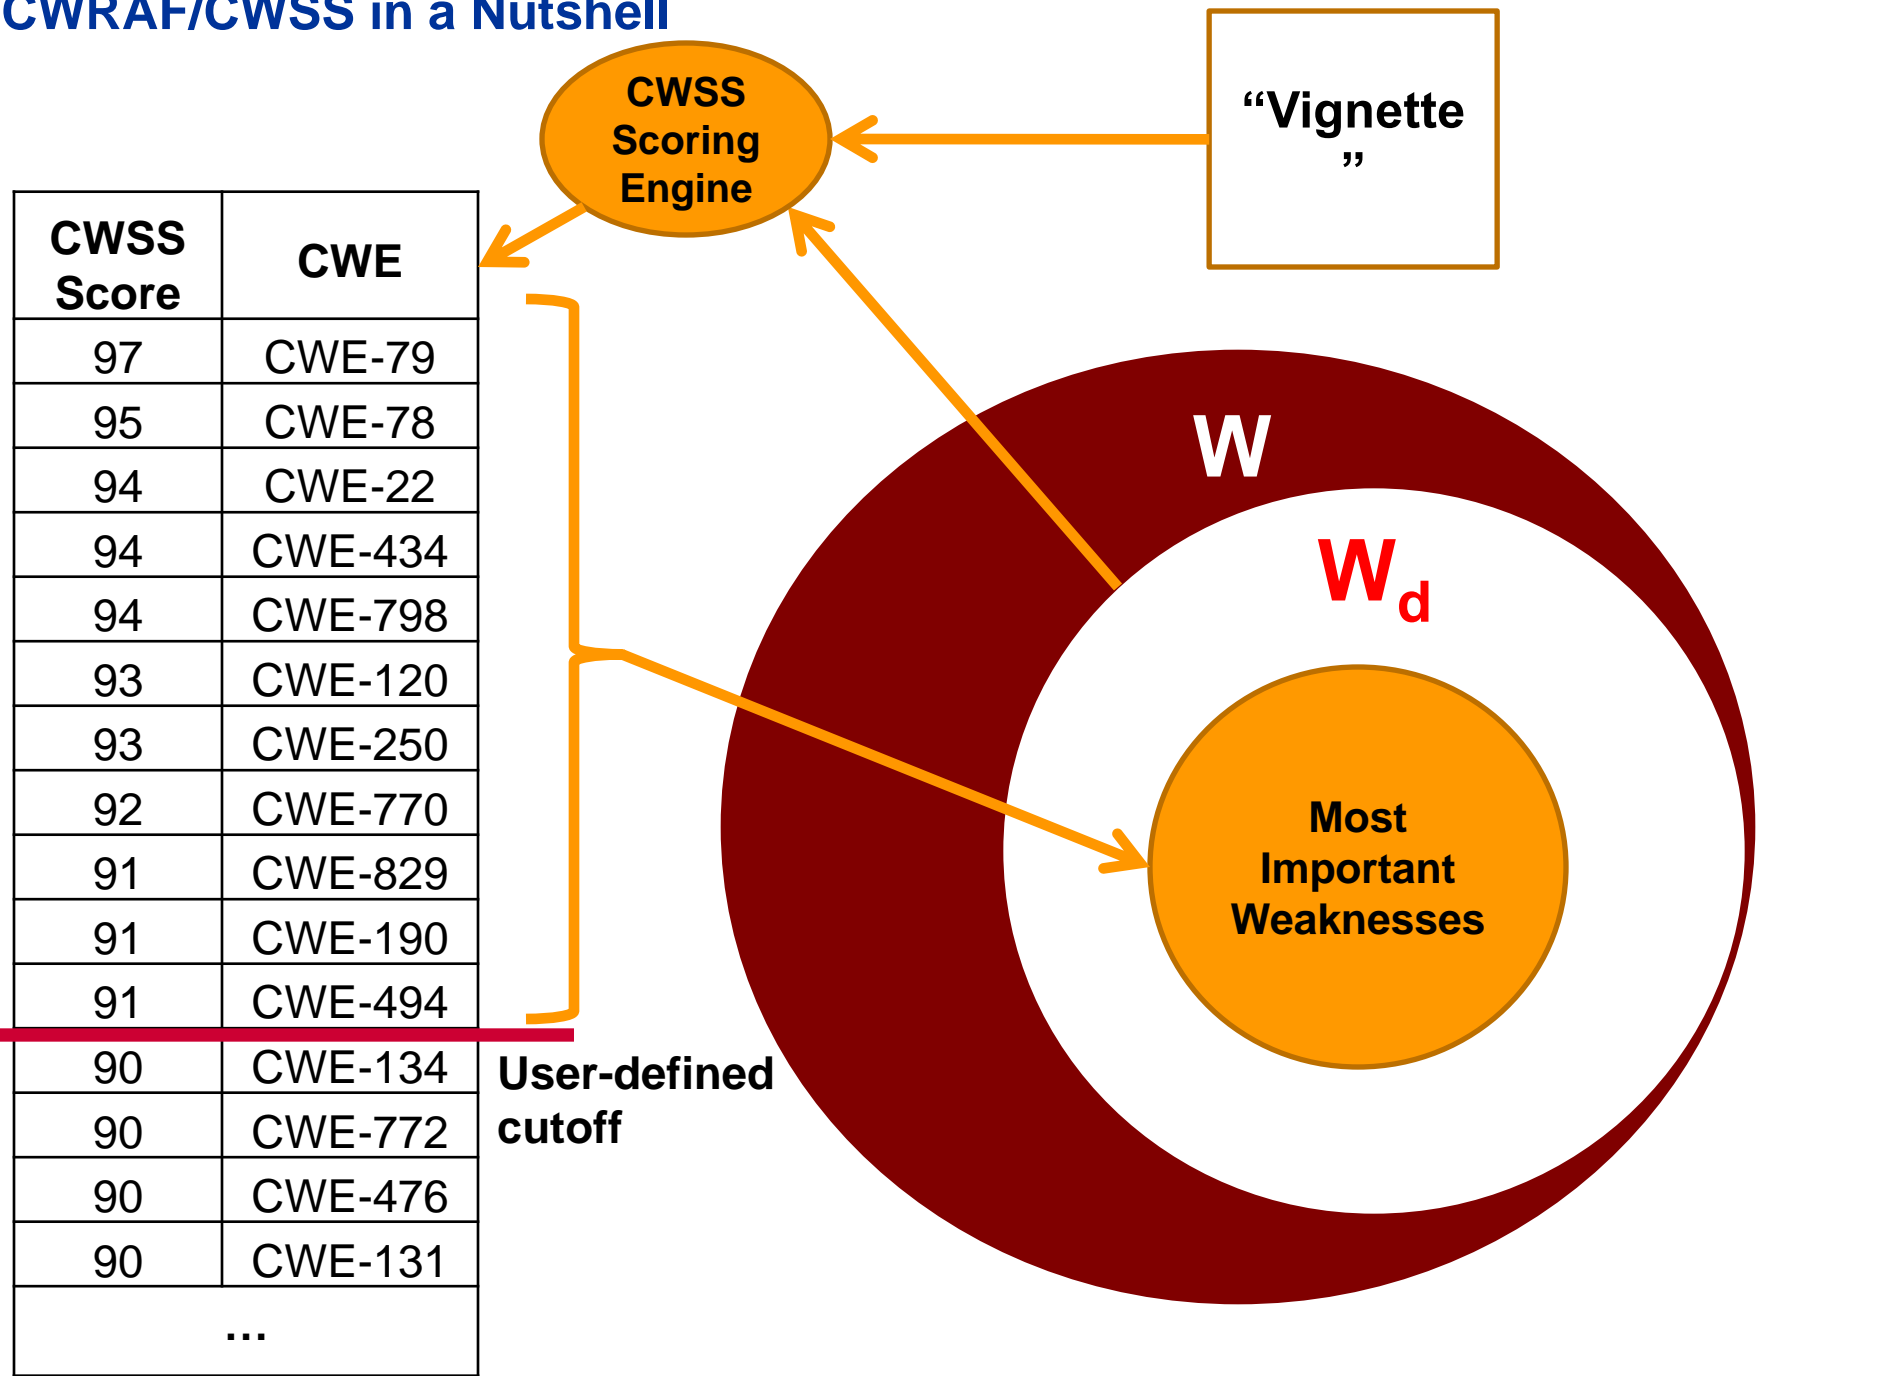 CWRAF/CWSS in a Nutshell
CWSS
Scoring
Engine
“Vignette
”
CWSS
Score
CWE
97 CWE-79
95 CWE-78
94 CWE-22
94 CWE-434
94 CWE-798
93 CWE-120
93 CWE-250
92 CWE-770
91 CWE-829
91 CWE-190
91 CWE-494
90 CWE-134
90 CWE-772
90 CWE-476
90 CWE-131
…
User-defined
cutoff
W
Wd
Most
Important
Weaknesses